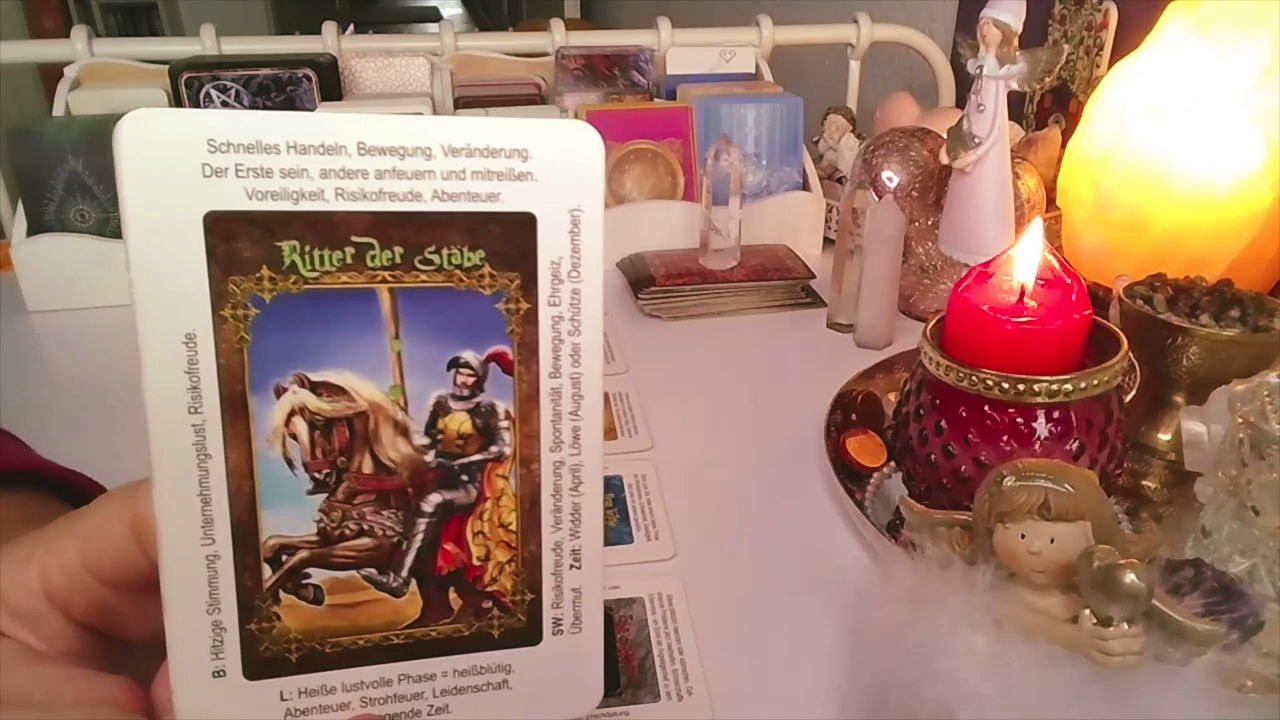 Schnelles Handeln, Bewegung, Veränderung.
Der Erste sein, andere anfeuern und mitreißen.
Voreiligkeit, Risikofreude, Abenteuer.
Ritter der Stäbe
B: Hitzige Stimmung, Unternehmungslust, Risikofreude.
SW: Risikofreude, Veränderung, Spontanität, Bewegung, Ehrgeiz,
Übermut. Zeit: Widder (April), Löwe (August) oder Schütze (Dezember).
L: Heiße lustvolle Phase = heißblütig.
Abenteuer, Strohfeuer, Leidenschaft,
gende Zeit.